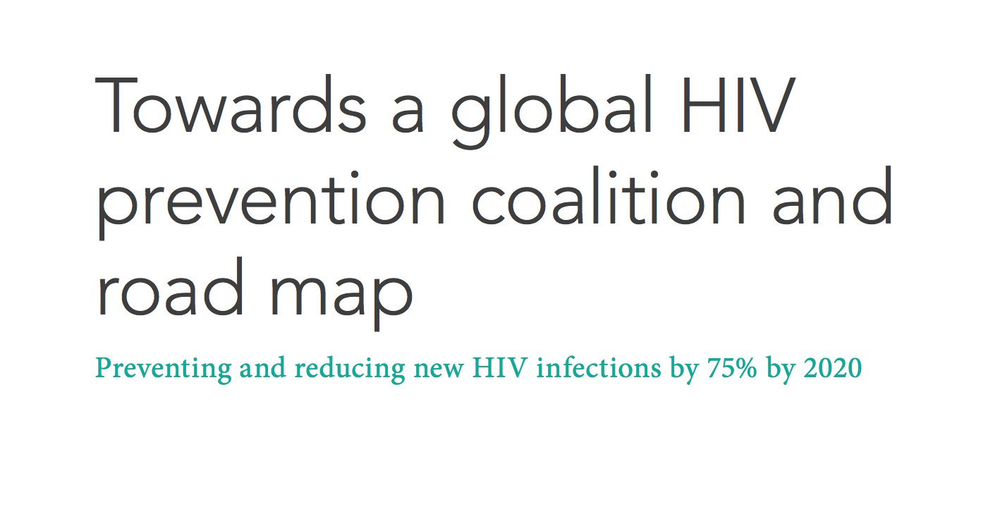 Towards a global HIV
prevention coalition and
road map
Preventing and reducing new HIV infections by 75% by 2020